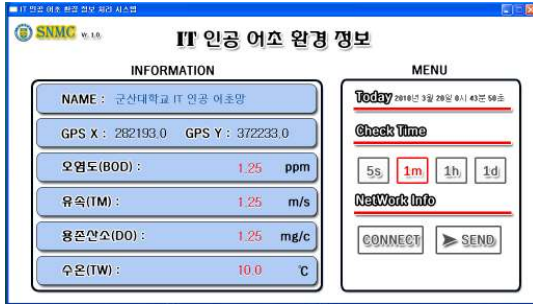 IT 인공 어초 환경 정보 처리 시스템
SNMC v. 1.0.
IT 인공 어초 환경 정보
INFORMATION
NAME : 군산대학교 IT 인공 어초망
GPS X : 282193.0 GPS Y : 372233.0
오염도(BOD) : 1.25 ppm
유속(TM) : 1.25 m/s
용존산소(DO) : 1.25 mg/c
수온(TW) : 10.0 ℃
MENU
Today 2010년 3월 20일 0시 43분 50초
Check Time
5s 1m 1h 1d
NetWork Info
CONNECT SEND